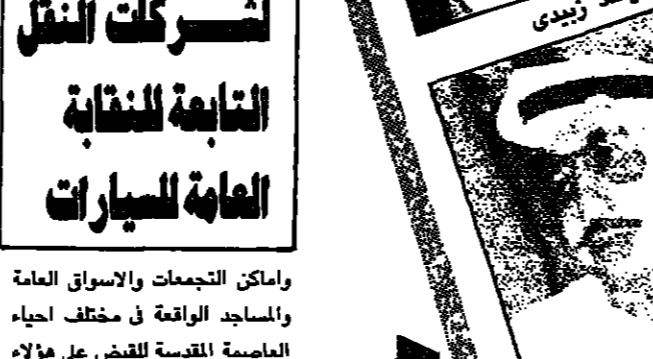 لشركات النقل
التابعة للنقابة
العامة للسيارات
واماكن التجمعات والاسواق العامة
والمساجد الواقعة فى مختلف احياء
العاصمة المقدسة للقبض على هؤلاء
زبيدى